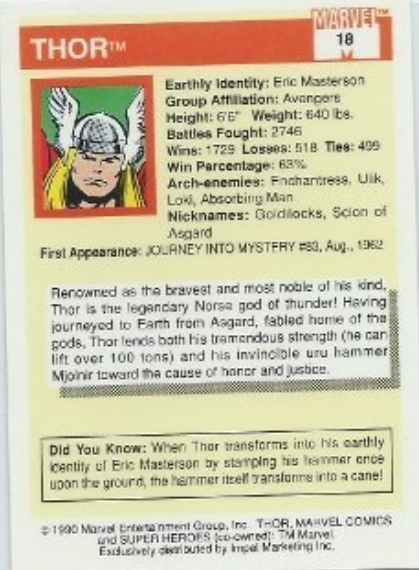 MARVEL™
THOR™
18
Earthly Identity: Eric Masterson
Group Affiliation: Avengers
Height: 6'6" Weight: 640 lbs.
Battles Fought: 2746
Wins: 1729 Losses: 518 Ties: 499
Win Percentage: 63%
Arch-enemies: Enchantress, Ulik,
Loki, Absorbing Man
Nicknames: Goldilocks, Scion of
Asgard
First Appearance: JOURNEY INTO MYSTERY #83, Aug., 1962
Renowned as the bravest and most noble of his kind,
Thor is the legendary Norse god of thunder! Having
journeyed to Earth from Asgard, fabled home of the
gods, Thor lends both his tremendous strength (he can
lift over 100 tons) and his invincible uru hammer
Mjolnir toward the cause of honor and justice.
Did You Know: When Thor transforms into his earthly
identity of Eric Masterson by stamping his hammer once
upon the ground, the hammer itself transforms into a cane!
© 1990 Marvel Entertainment Group, Inc. THOR, MARVEL COMICS
and SUPER HEROES (co-owned): TM Marvel.
Exclusively distributed by Impel Marketing Inc.